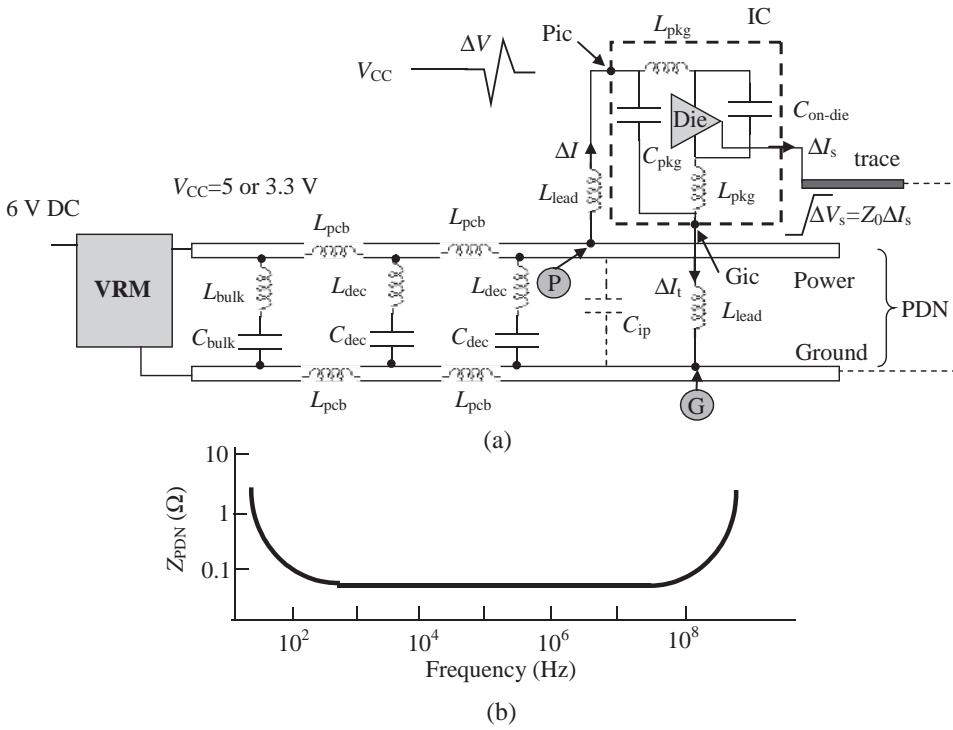 IC
L_pkg
Pic
ΔV
V_CC
Die
C_on-die
C_pkg
ΔI
ΔI_s
trace
L_pkg
V_CC=5 or 3.3 V
L_lead
6 V DC
ΔV_s=Z_0ΔI_s
L_pcb
L_pcb
VRM
P
Gic
Power
L_bulk
L_dec
L_dec
ΔI_t
PDN
C_ip
L_lead
C_bulk
C_dec
C_dec
Ground
L_pcb
L_pcb
G
(a)
10
1
0.1
Z_PDN (Ω)
10^2
10^4
10^6
10^8
Frequency (Hz)
(b)